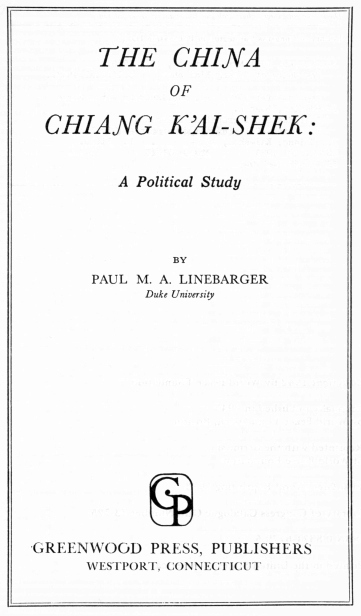 THE CHINA
OF
CHIANG K'AI-SHEK:
A Political Study
BY
PAUL M. A. LINEBARGER
Duke University
GP
GREENWOOD PRESS, PUBLISHERS
WESTPORT, CONNECTICUT